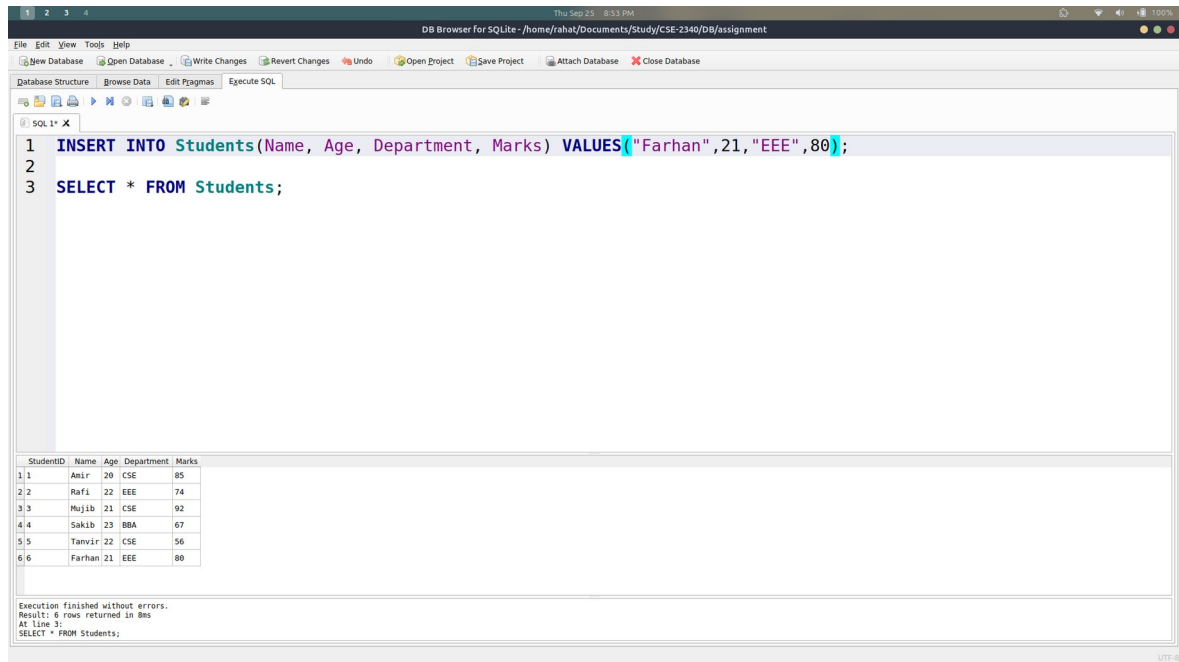 1 2 3 4 Thu Sep 25 8:53 PM 100%
DB Browser for SQLite - /home/rahat/Documents/Study/CSE-2340/DB/assignment
File Edit View Tools Help
New Database Open Database Write Changes Revert Changes Undo Open Project Save Project Attach Database Close Database
Database Structure Browse Data Edit Pragmas Execute SQL
SQL 1* X
1 INSERT INTO Students(Name, Age, Department, Marks) VALUES("Farhan",21,"EEE",80);
2
3 SELECT * FROM Students;
StudentID Name Age Department Marks
1 1 Amir 20 CSE 85
2 2 Rafi 22 EEE 74
3 3 Mujib 21 CSE 92
4 4 Sakib 23 BBA 67
5 5 Tanvir 22 CSE 56
6 6 Farhan 21 EEE 80
Execution finished without errors.
Result: 6 rows returned in 8ms
At line 3:
SELECT * FROM Students;
UTF-8